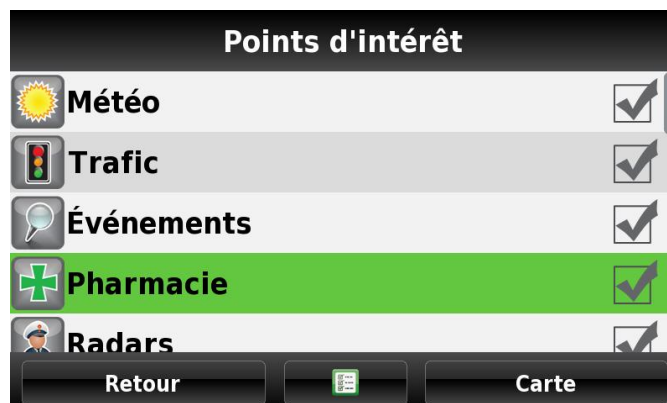 Points d'intérêt
Météo
Trafic
Événements
Pharmacie
Radars
Retour
Carte